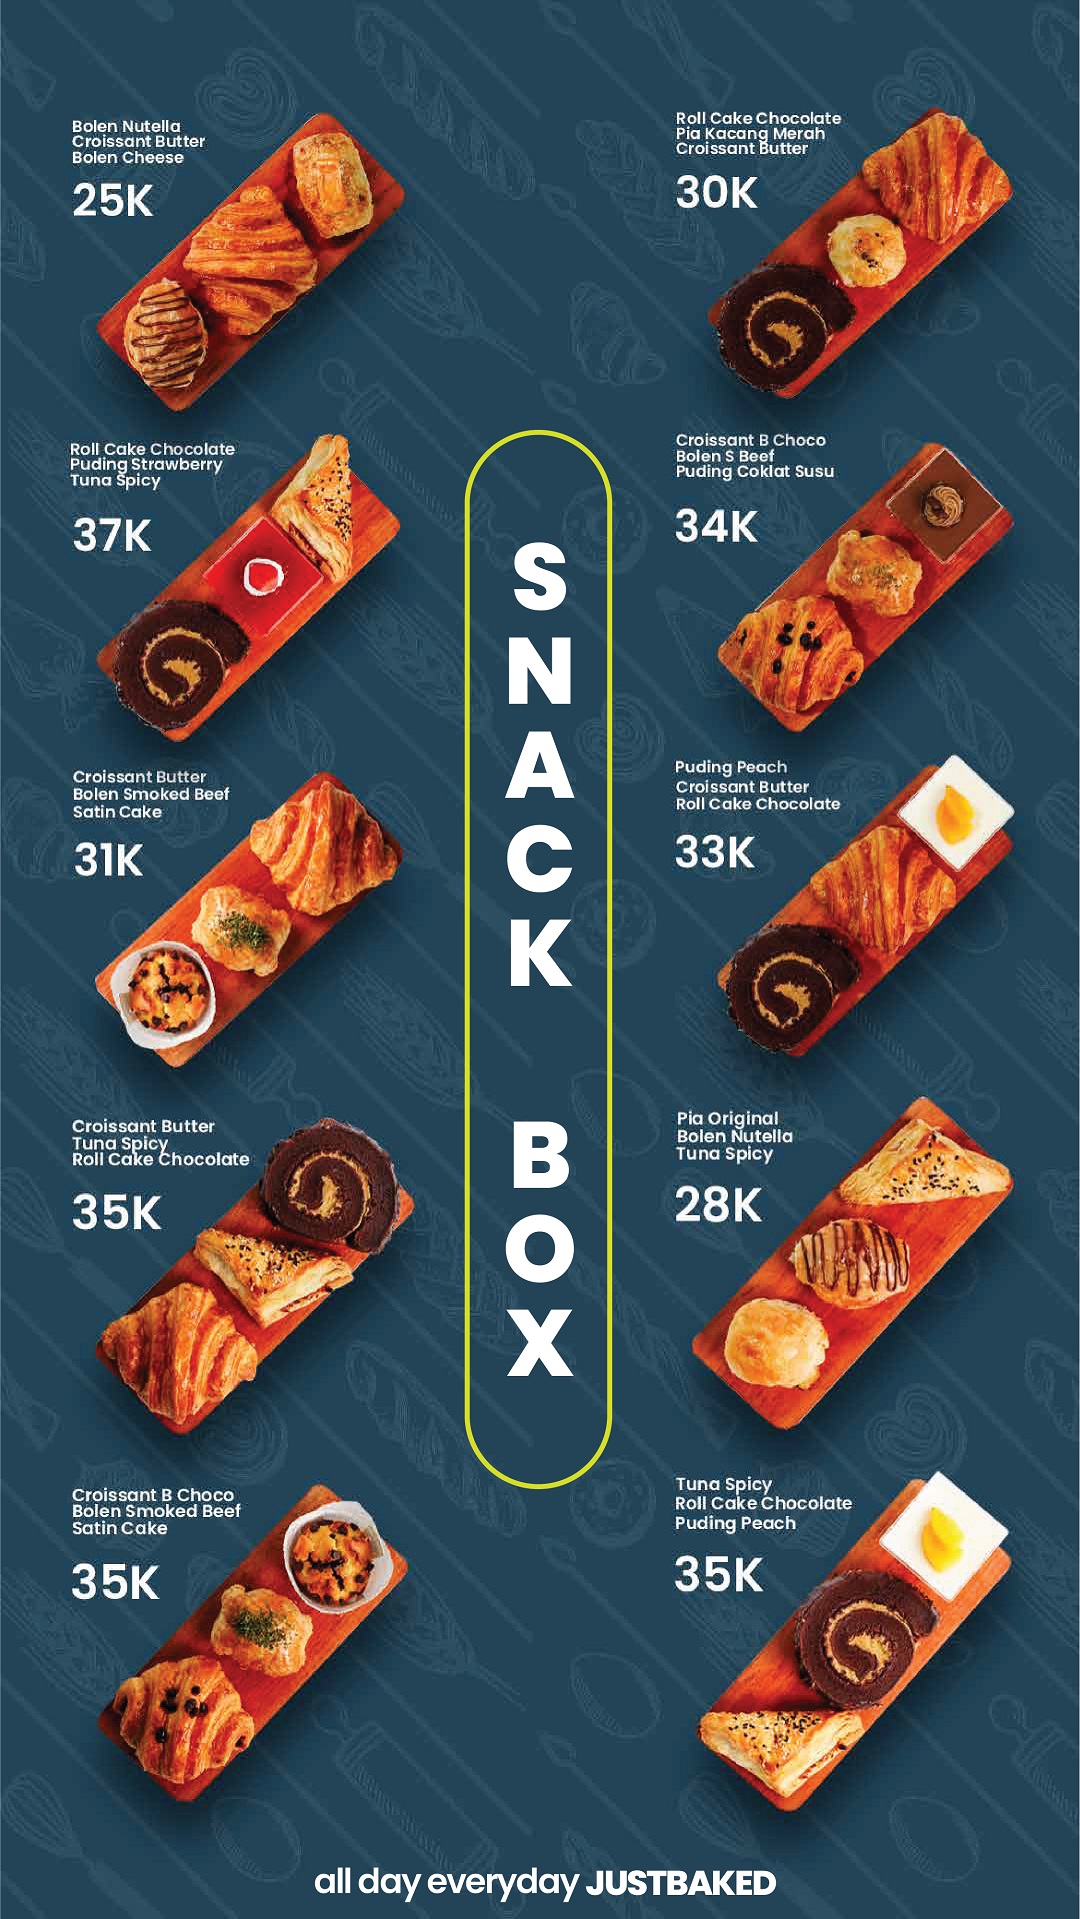 Bolen Nutella
Croissant Butter
Bolen Cheese
25K
Roll Cake Chocolate
Pia Kacang Merah
Croissant Butter
30K
Roll Cake Chocolate
Puding Strawberry
Tuna Spicy
37K
Croissant B Choco
Bolen S Beef
Puding Coklat Susu
34K
SNACK BOX
Croissant Butter
Bolen Smoked Beef
Satin Cake
31K
Puding Peach
Croissant Butter
Roll Cake Chocolate
33K
Croissant Butter
Tuna Spicy
Roll Cake Chocolate
35K
Pia Original
Bolen Nutella
Tuna Spicy
28K
Croissant B Choco
Bolen Smoked Beef
Satin Cake
35K
Tuna Spicy
Roll Cake Chocolate
Puding Peach
35K
all day everyday JUSTBAKED